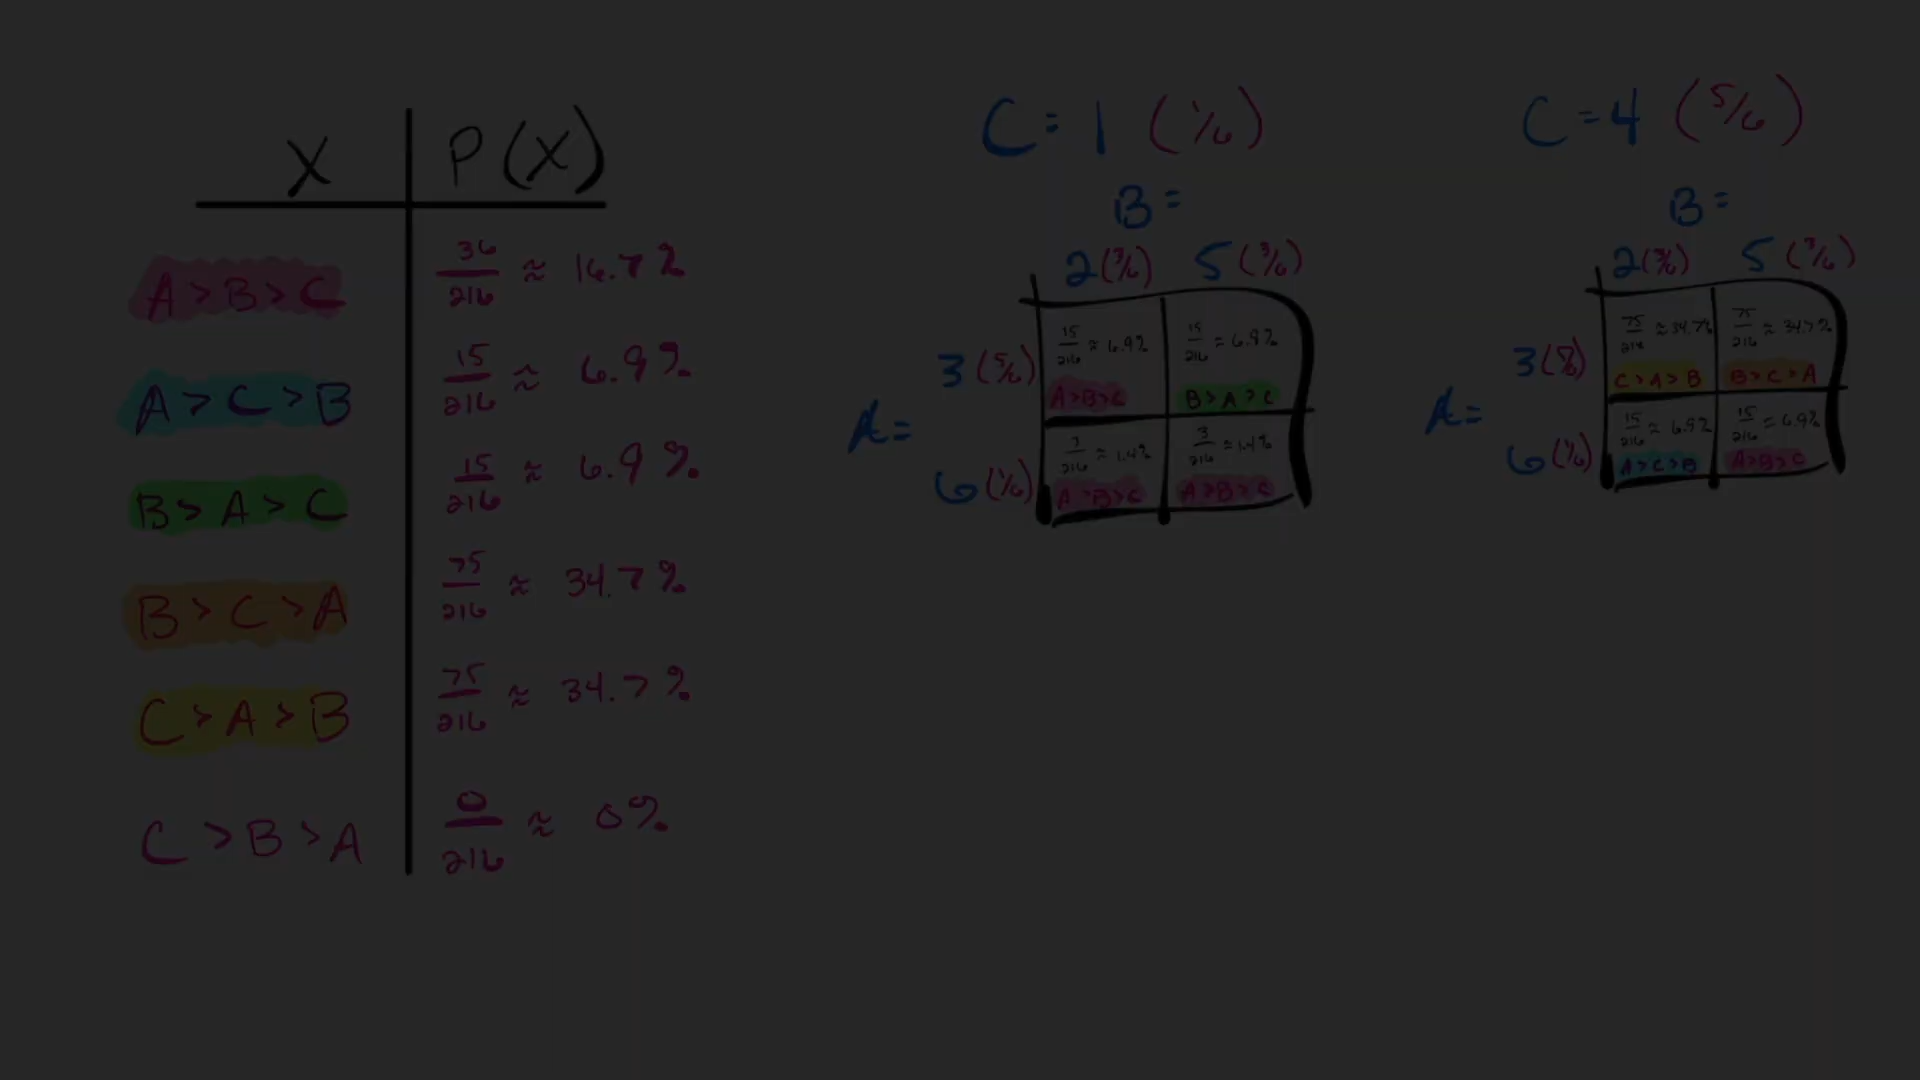 X P(X)
A > B > C 36/216 ≈ 16.7%
A > C > B 15/216 ≈ 6.9%
B > A > C 15/216 ≈ 6.9%
B > C > A 75/216 ≈ 34.7%
C > A > B 75/216 ≈ 34.7%
C > B > A 0/216 ≈ 0%
C = 1 (1/6)
B =
2 (3/6) 5 (3/6)
A =
3 (5/6) 15/216 ≈ 6.9% 15/216 ≈ 6.9%
A > B > C B > A > C
6 (1/6) 3/216 ≈ 1.4% 3/216 ≈ 1.4%
A > B > C A > B > C
C = 4 (5/6)
B =
2 (3/6) 5 (3/6)
A =
3 (5/6) 75/216 ≈ 34.7% 75/216 ≈ 34.7%
C > A > B B > C > A
6 (1/6) 15/216 ≈ 6.9% 15/216 ≈ 6.9%
A > C > B A > B > C